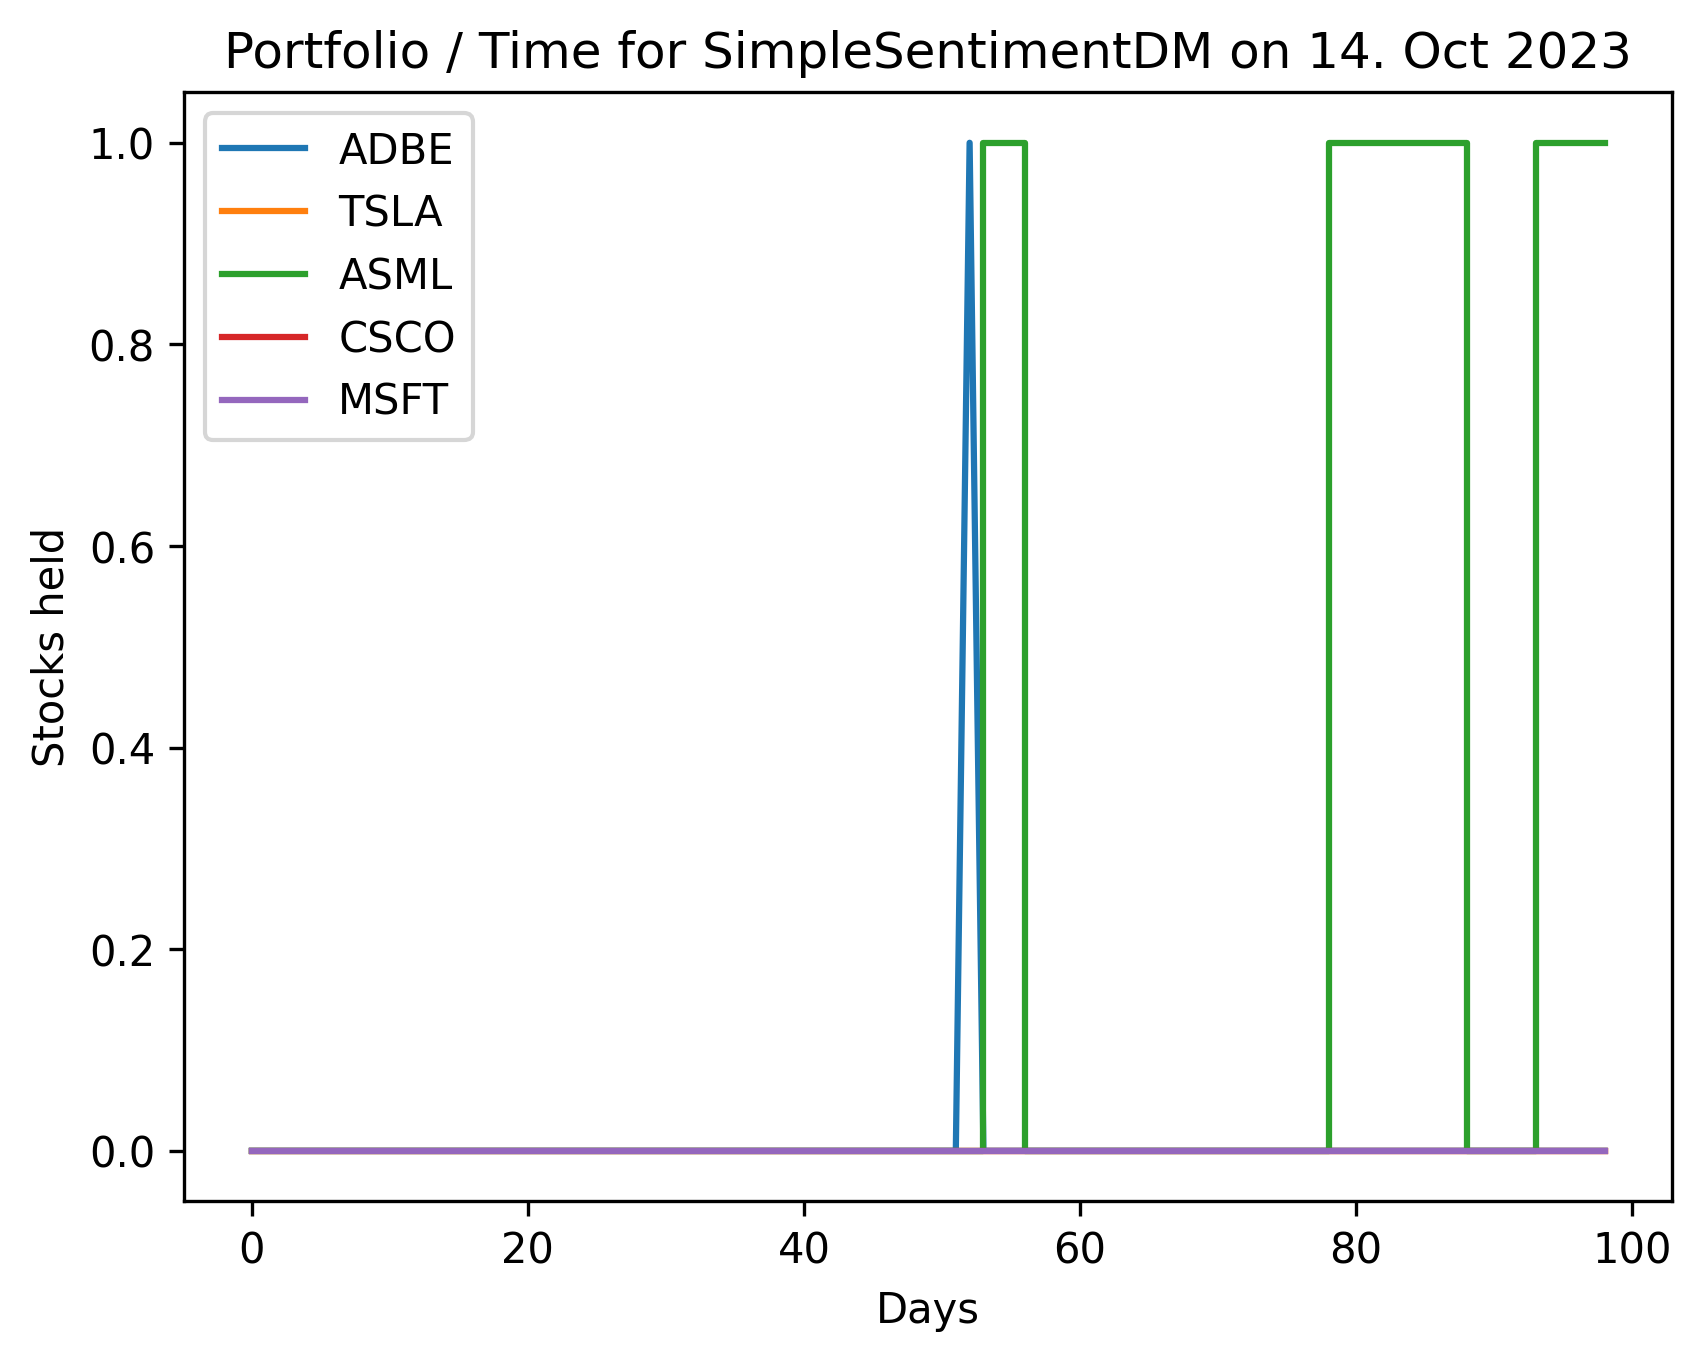 Portfolio / Time for SimpleSentimentDM on 14. Oct 2023
ADBE
TSLA
ASML
CSCO
MSFT
1.0
0.8
0.6
0.4
0.2
0.0
Stocks held
0 20 40 60 80 100
Days